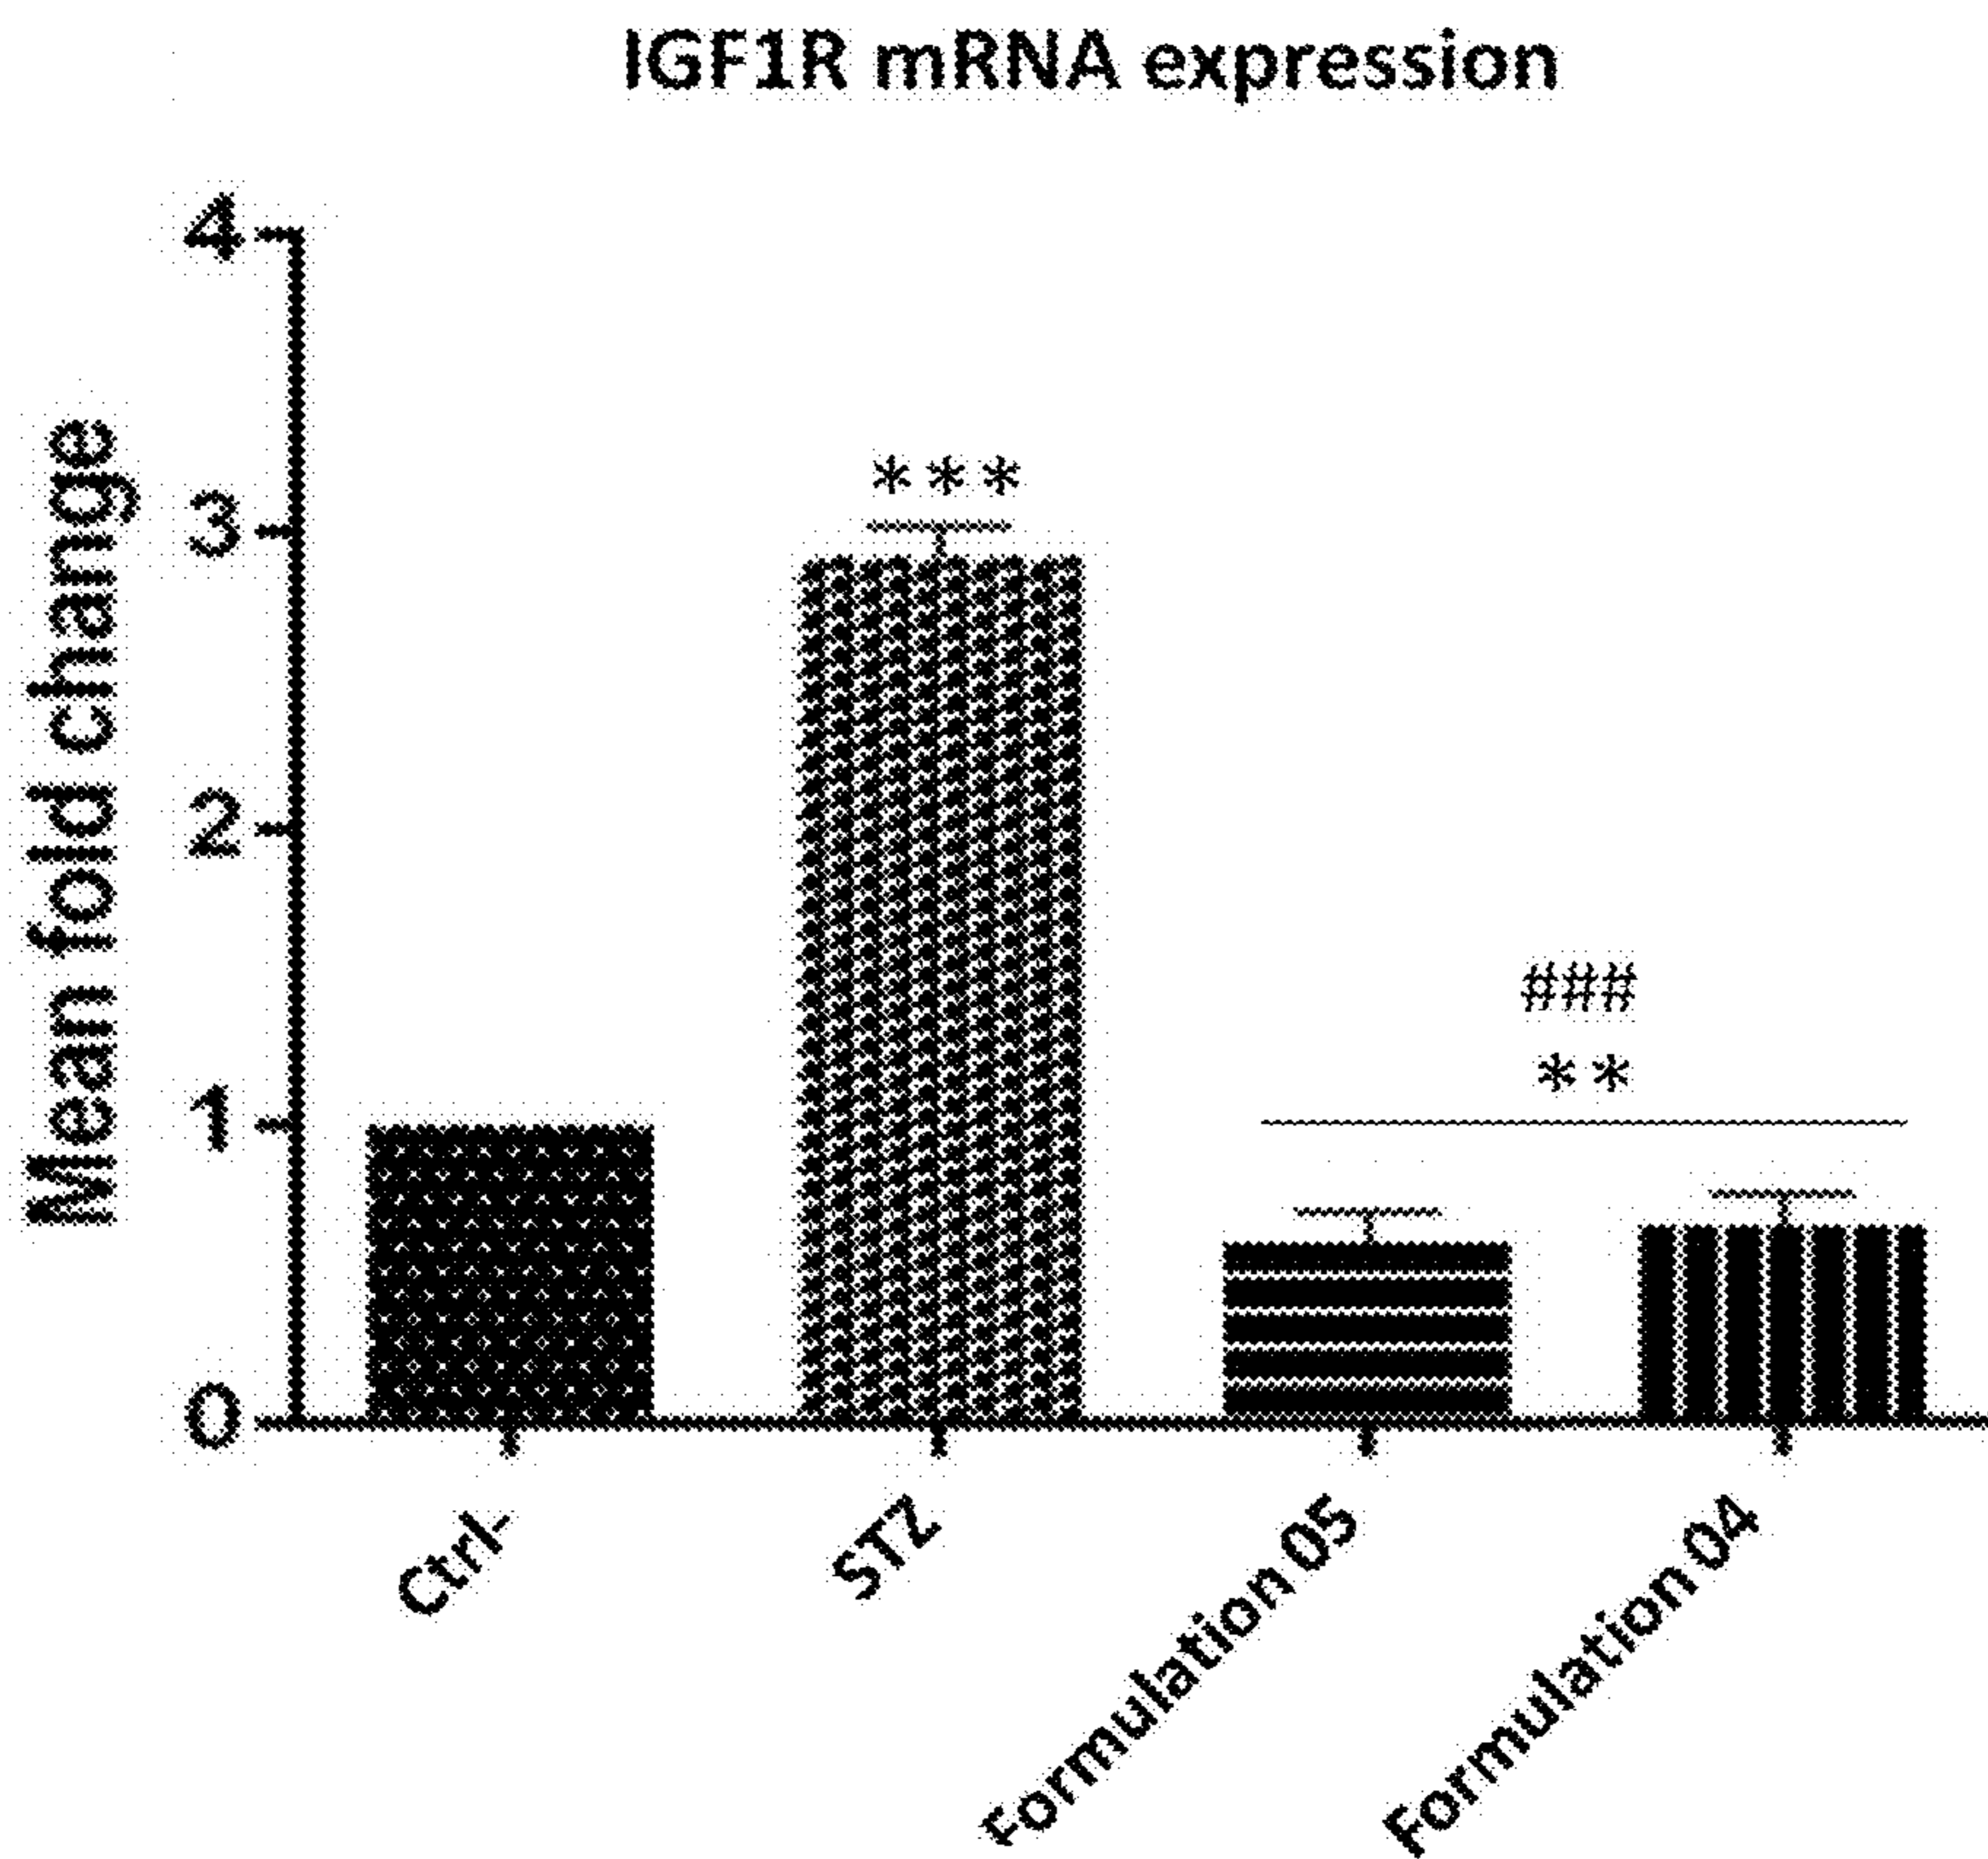 IGF1R mRNA expression
Mean fold change
4
3
2
1
0
***
###
**
Ctrl-
STZ
Formulation 05
Formulation 04